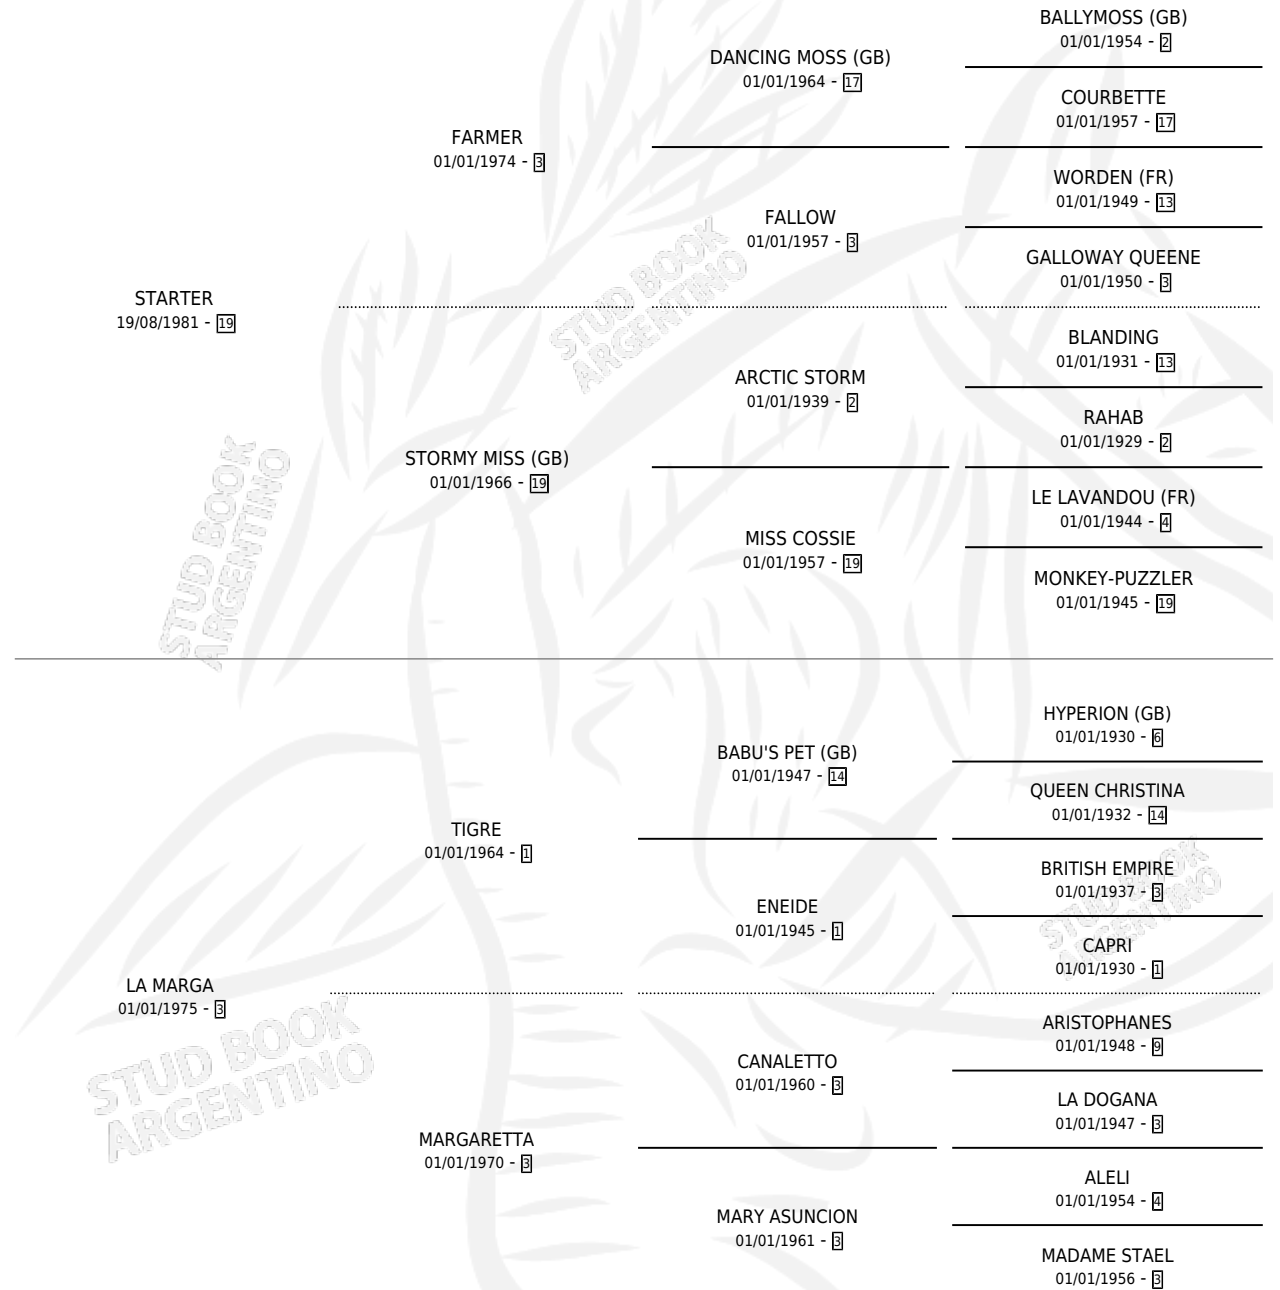 BALLYMOSS (GB)
01/01/1954 - 2
DANCING MOSS (GB)
01/01/1964 - 17
COURBETTE
01/01/1957 - 17
FARMER
01/01/1974 - 3
WORDEN (FR)
01/01/1949 - 13
FALLOW
01/01/1957 - 3
GALLOWAY QUEENE
01/01/1950 - 3
STARTER
19/08/1981 - 19
STUD BOOK
ARGENTINO
BLANDING
01/01/1931 - 13
ARCTIC STORM
01/01/1939 - 2
RAHAB
01/01/1929 - 2
STORMY MISS (GB)
01/01/1966 - 19
LE LAVANDOU (FR)
01/01/1944 - 4
MISS COSSIE
01/01/1957 - 19
MONKEY-PUZZLER
01/01/1945 - 19
STUD BOOK
ARGENTINO
HYPERION (GB)
01/01/1930 - 6
BABU'S PET (GB)
01/01/1947 - 14
QUEEN CHRISTINA
01/01/1932 - 14
TIGRE
01/01/1964 - 1
BRITISH EMPIRE
01/01/1937 - 3
ENEIDE
01/01/1945 - 1
STUD BOOK
ARGENTINO
CAPRI
01/01/1930 - 1
LA MARGA
01/01/1975 - 3
ARISTOPHANES
01/01/1948 - 9
STUD BOOK
ARGENTINO
CANALETTO
01/01/1960 - 3
LA DOGANA
01/01/1947 - 3
MARGARETTA
01/01/1970 - 3
ALELI
01/01/1954 - 4
MARY ASUNCION
01/01/1961 - 3
MADAME STAEL
01/01/1956 - 3